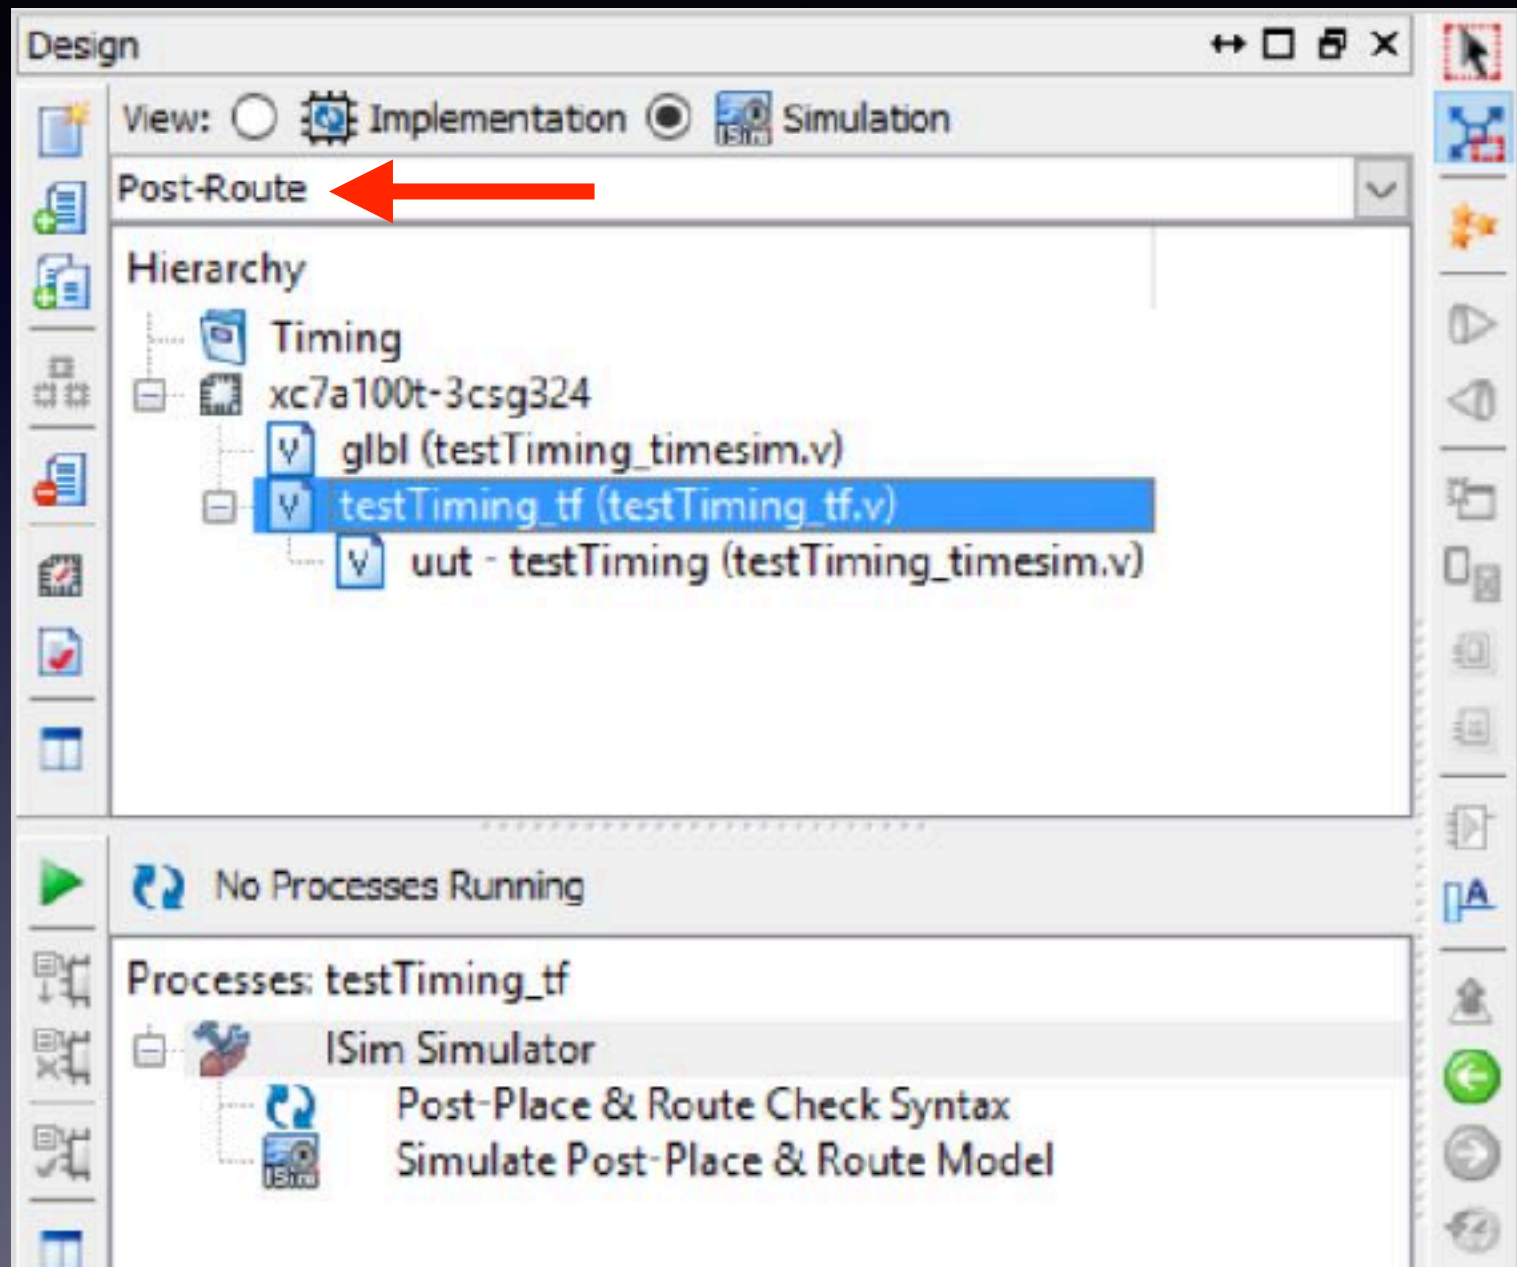 Design
View: Implementation Simulation
Post-Route
Hierarchy
Timing
xc7a100t-3csg324
glbl (testTiming_timesim.v)
testTiming_tf (testTiming_tf.v)
uut - testTiming (testTiming_timesim.v)
No Processes Running
Processes: testTiming_tf
ISim Simulator
Post-Place & Route Check Syntax
Simulate Post-Place & Route Model